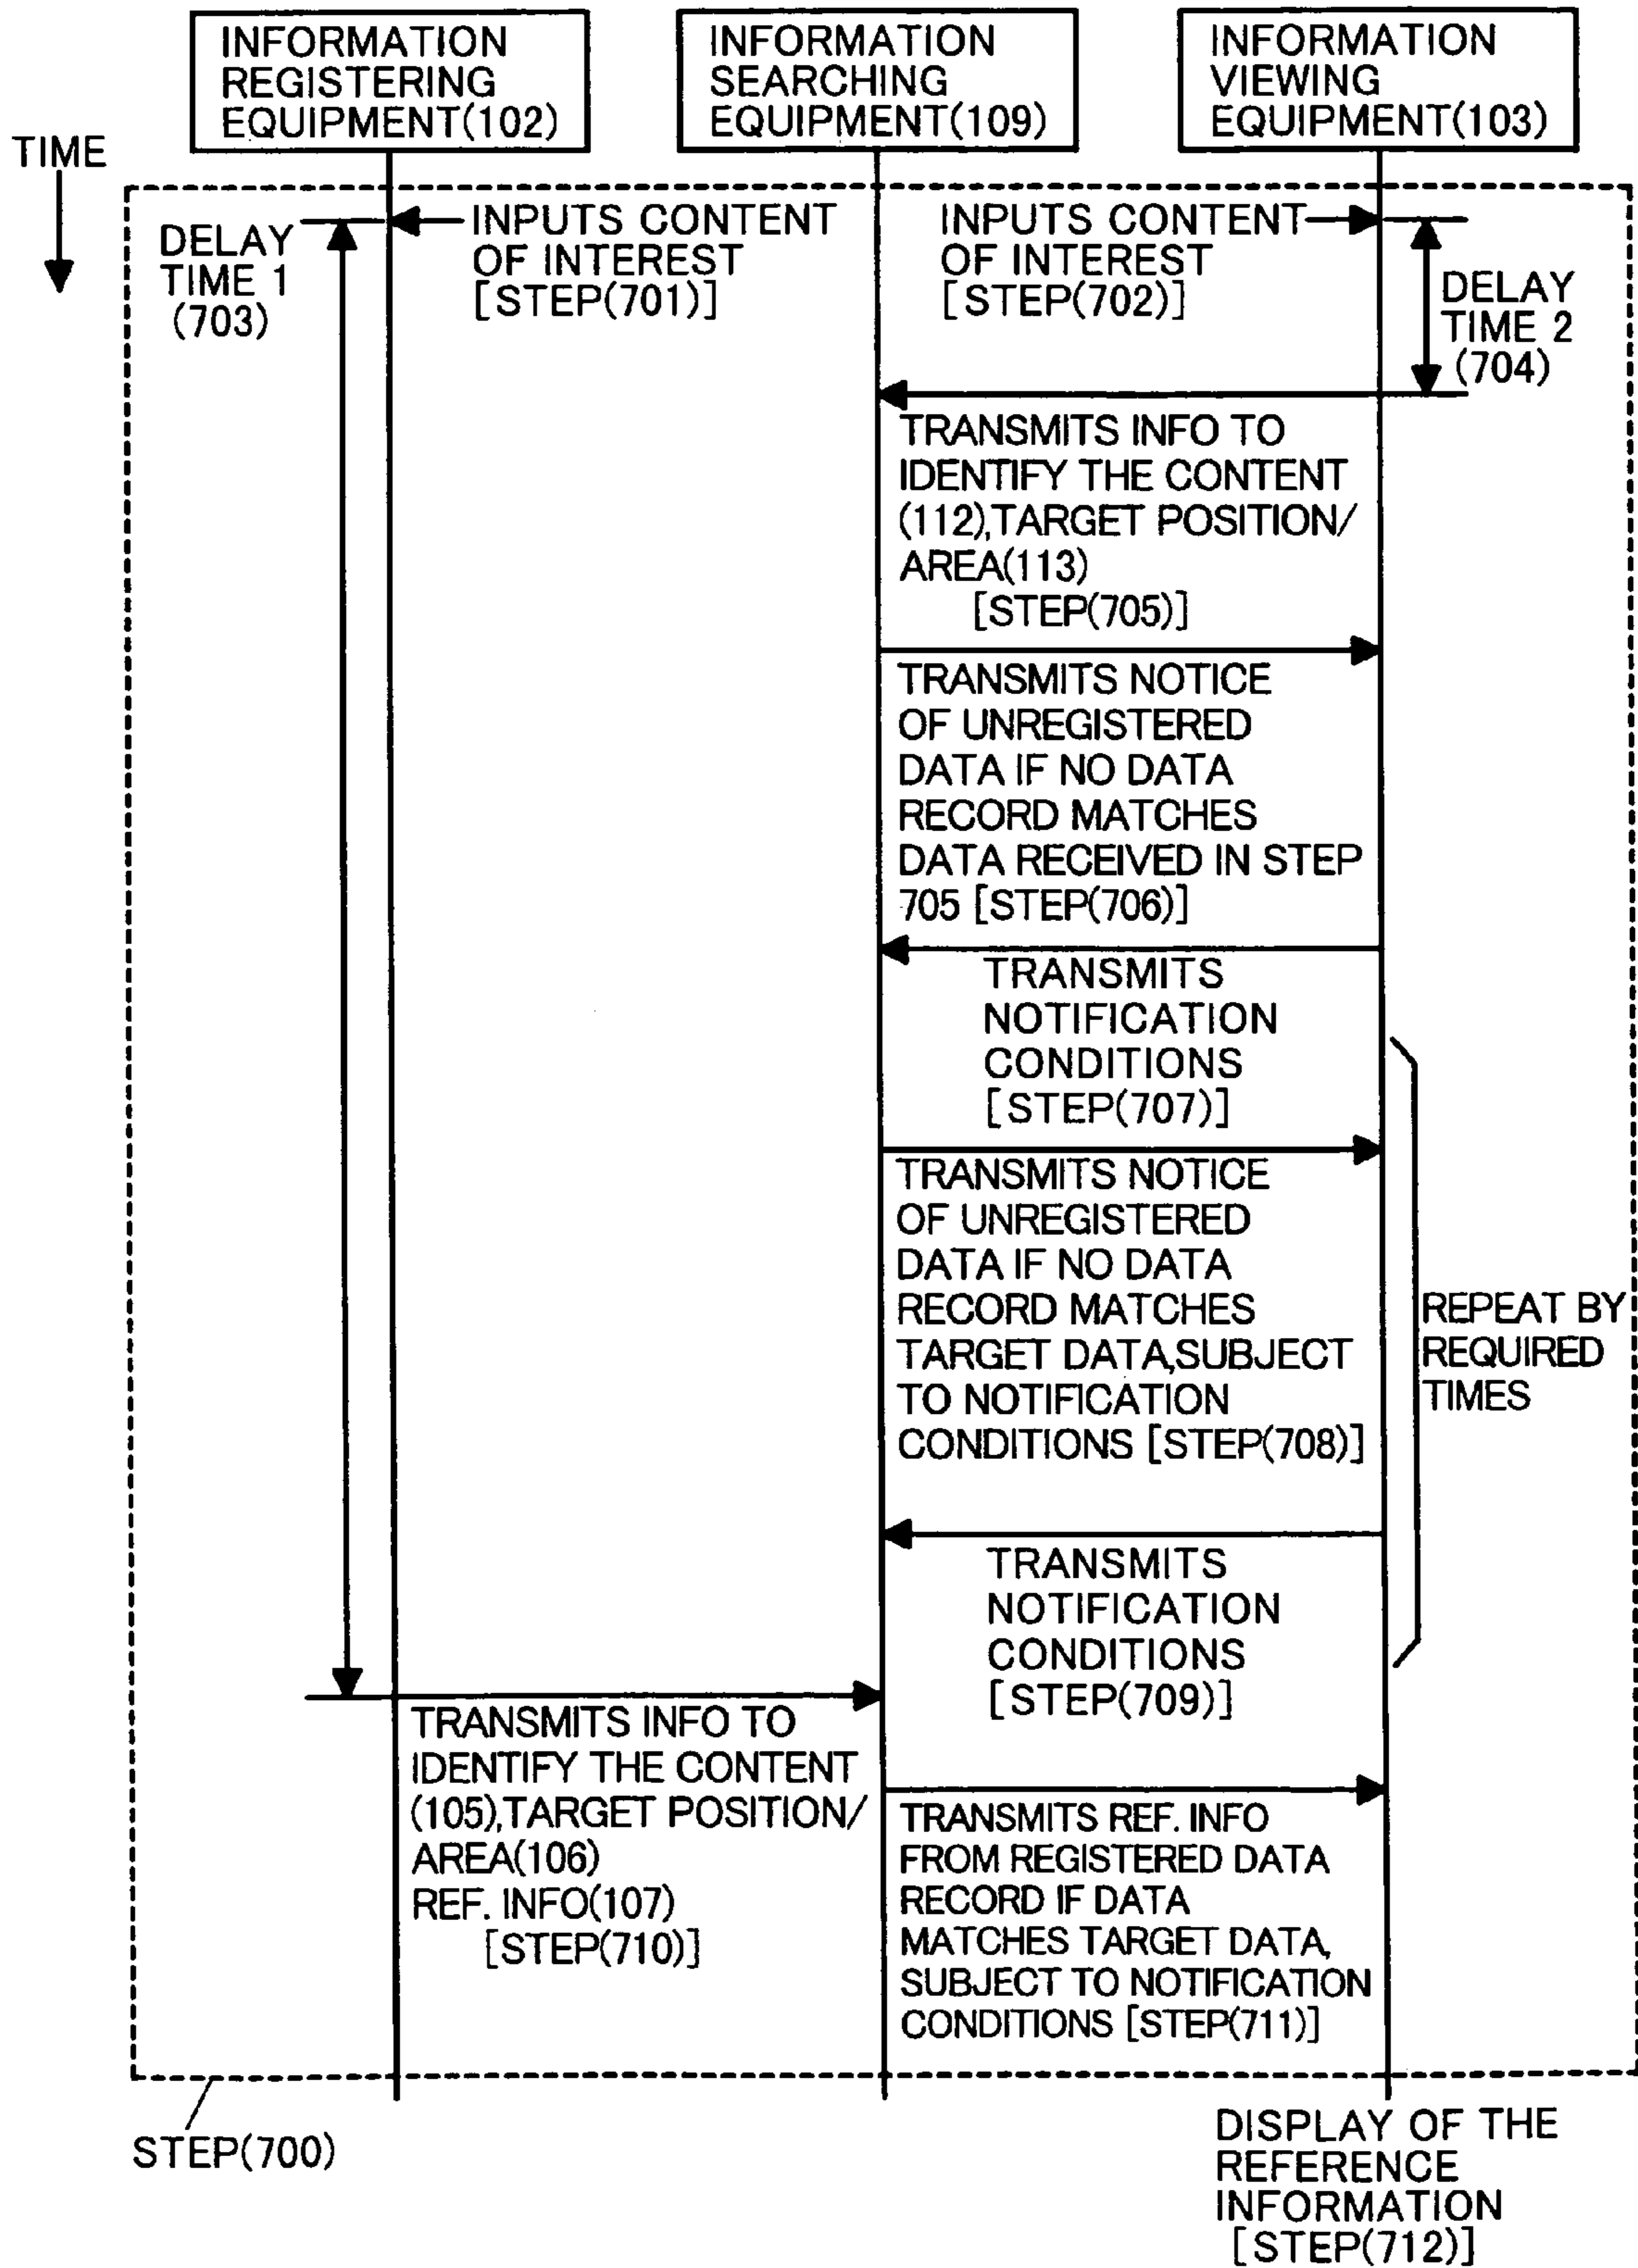 INFORMATION
REGISTERING
EQUIPMENT(102)
INFORMATION
SEARCHING
EQUIPMENT(109)
INFORMATION
VIEWING
EQUIPMENT(103)
TIME
DELAY
TIME 1
(703)
INPUTS CONTENT
OF INTEREST
[STEP(701)]
INPUTS CONTENT
OF INTEREST
[STEP(702)]
DELAY
TIME 2
(704)
TRANSMITS INFO TO
IDENTIFY THE CONTENT
(112),TARGET POSITION/
AREA(113)
[STEP(705)]
TRANSMITS NOTICE
OF UNREGISTERED
DATA IF NO DATA
RECORD MATCHES
DATA RECEIVED IN STEP
705 [STEP(706)]
TRANSMITS
NOTIFICATION
CONDITIONS
[STEP(707)]
TRANSMITS NOTICE
OF UNREGISTERED
DATA IF NO DATA
RECORD MATCHES
TARGET DATA,SUBJECT
TO NOTIFICATION
CONDITIONS [STEP(708)]
REPEAT BY
REQUIRED
TIMES
TRANSMITS
NOTIFICATION
CONDITIONS
[STEP(709)]
TRANSMITS INFO TO
IDENTIFY THE CONTENT
(105),TARGET POSITION/
AREA(106)
REF. INFO(107)
[STEP(710)]
TRANSMITS REF. INFO
FROM REGISTERED DATA
RECORD IF DATA
MATCHES TARGET DATA,
SUBJECT TO NOTIFICATION
CONDITIONS [STEP(711)]
STEP(700)
DISPLAY OF THE
REFERENCE
INFORMATION
[STEP(712)]